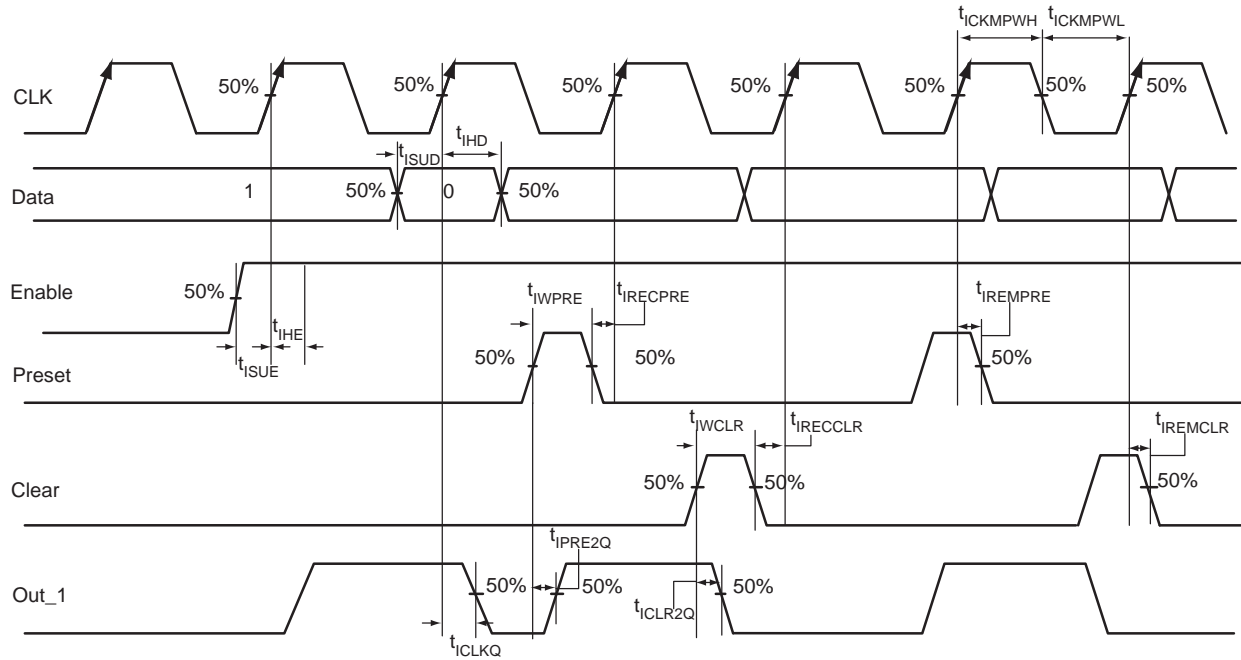 tICKMPWH tICKMPWL
CLK 50% 50% 50% 50% 50% 50% 50%
tISUD tIHD
Data 1 50% 0 50%
Enable 50%
tIHE
tISUE
tIWPRE tIRECPRE tIREMPRE
Preset 50% 50% 50%
tIWCLR tIRECCLR tIREMCLR
Clear 50% 50% 50%
tIPRE2Q
Out_1 50% 50% 50%
tICLR2Q
tICLKQ